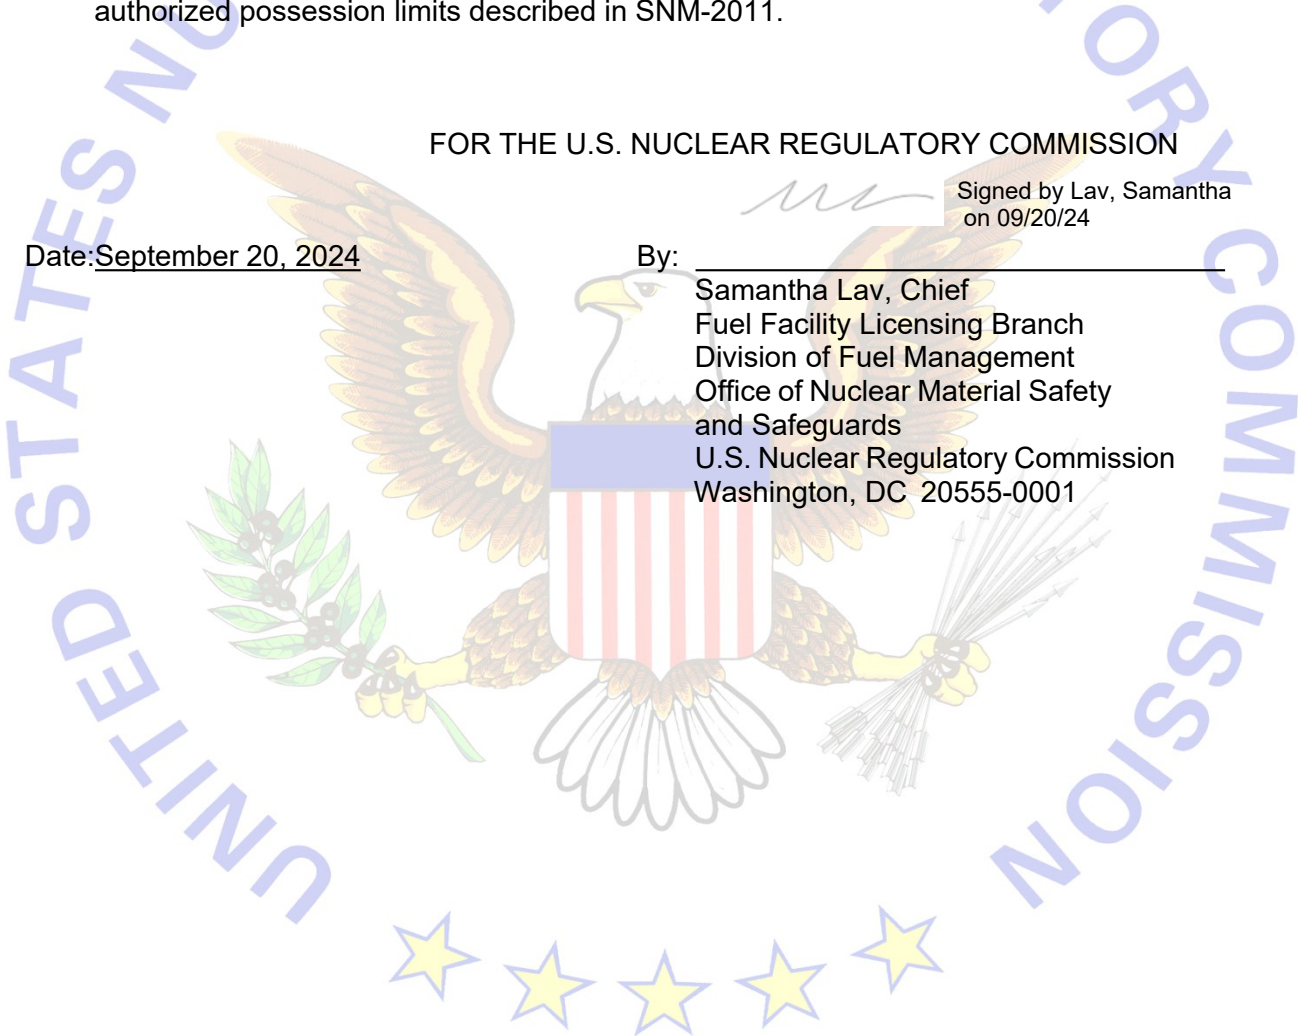 authorized possession limits described in SNM-2011.
FOR THE U.S. NUCLEAR REGULATORY COMMISSION
Signed by Lav, Samantha
on 09/20/24
Date:September 20, 2024
By:
Samantha Lav, Chief
Fuel Facility Licensing Branch
Division of Fuel Management
Office of Nuclear Material Safety
and Safeguards
U.S. Nuclear Regulatory Commission
Washington, DC 20555-0001
UNITED STATES NU
TORY COMMISSION